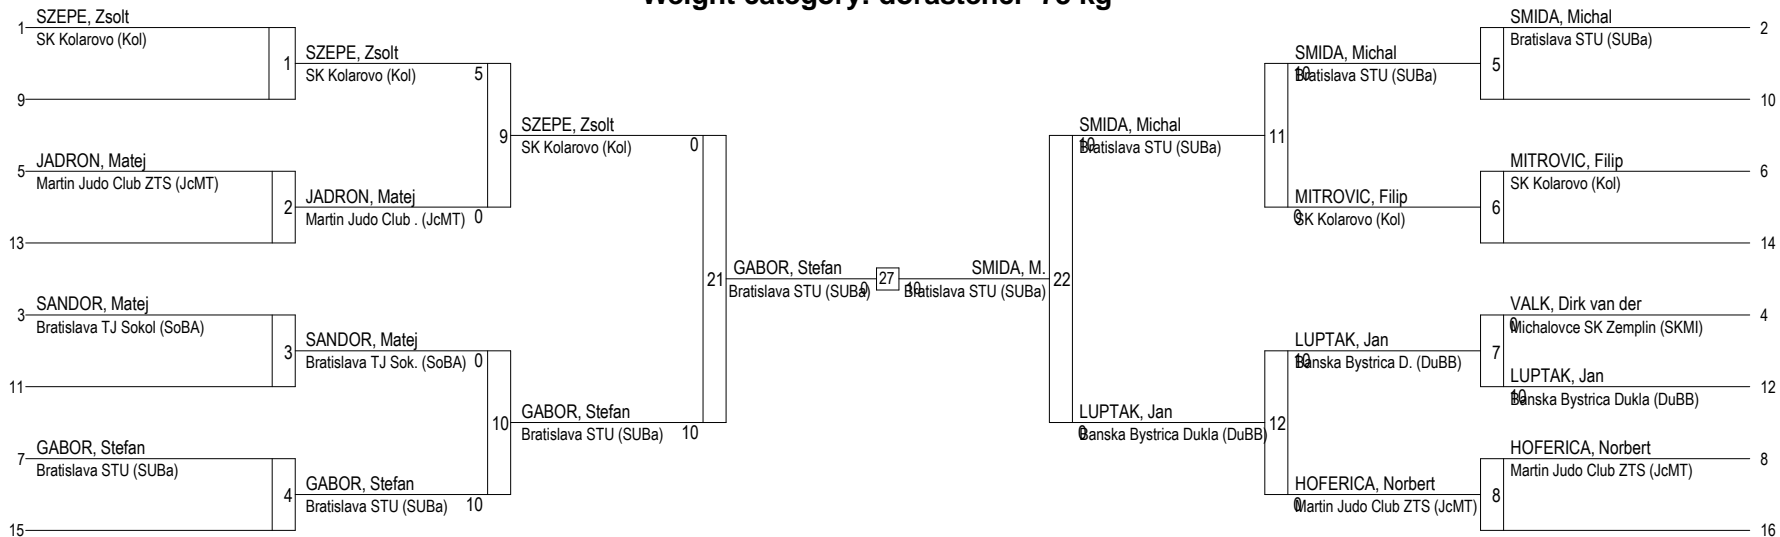 Weight category: dorastenci -73 kg
1 SZEPE, Zsolt
SK Kolarovo (Kol)
9
1
SZEPE, Zsolt
SK Kolarovo (Kol) 5
5 JADRON, Matej
Martin Judo Club ZTS (JcMT)
13
2
JADRON, Matej
Martin Judo Club . (JcMT) 0
9
SZEPE, Zsolt
SK Kolarovo (Kol) 0
3 SANDOR, Matej
Bratislava TJ Sokol (SoBA)
11
3
SANDOR, Matej
Bratislava TJ Sok. (SoBA) 0
7 GABOR, Stefan
Bratislava STU (SUBa)
15
4
GABOR, Stefan
Bratislava STU (SUBa) 10
10
GABOR, Stefan
Bratislava STU (SUBa) 10
21
GABOR, Stefan
Bratislava STU (SUBa) 0
27
SMIDA, M.
10 Bratislava STU (SUBa)
22
SMIDA, Michal
10 Bratislava STU (SUBa)
LUPTAK, Jan
0 Banska Bystrica Dukla (DuBB)
11
SMIDA, Michal
10 Bratislava STU (SUBa)
MITROVIC, Filip
0 SK Kolarovo (Kol)
12
LUPTAK, Jan
10 Banska Bystrica D. (DuBB)
HOFERICA, Norbert
0 Martin Judo Club ZTS (JcMT)
5
SMIDA, Michal 2
Bratislava STU (SUBa)
10
6
MITROVIC, Filip 6
SK Kolarovo (Kol)
14
7
VALK, Dirk van der 4
0 Michalovce SK Zemplin (SKMI)
LUPTAK, Jan 12
10 Banska Bystrica Dukla (DuBB)
8
HOFERICA, Norbert 8
Martin Judo Club ZTS (JcMT)
16